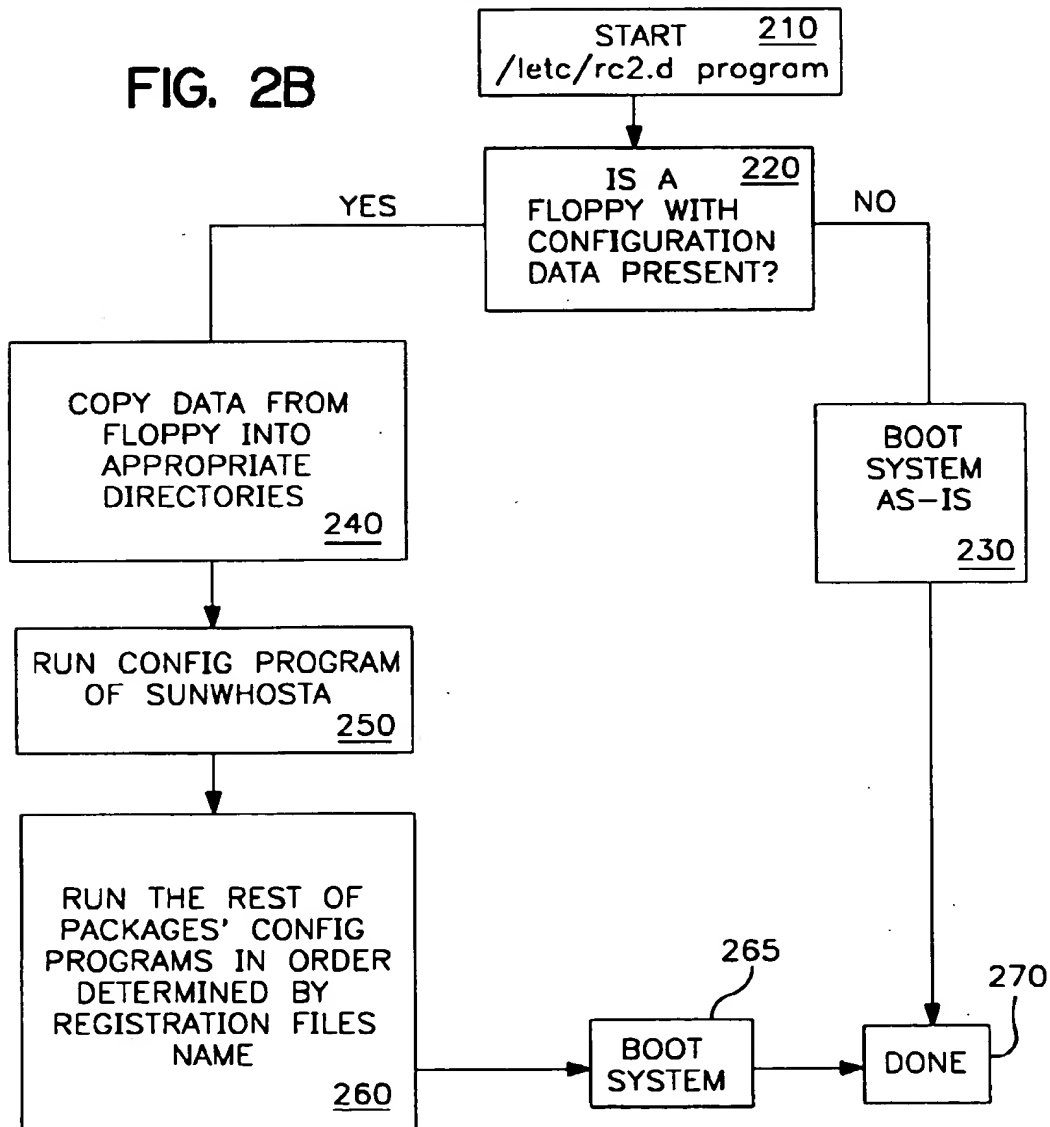 FIG. 2B
START 210
/letc/rc2.d program
IS A 220
FLOPPY WITH
CONFIGURATION
DATA PRESENT?
YES
NO
COPY DATA FROM
FLOPPY INTO
APPROPRIATE
DIRECTORIES
240
BOOT
SYSTEM
AS-IS
230
RUN CONFIG PROGRAM
OF SUNWHOSTA
250
RUN THE REST OF
PACKAGES' CONFIG
PROGRAMS IN ORDER
DETERMINED BY
REGISTRATION FILES
NAME
260
265
BOOT
SYSTEM
270
DONE